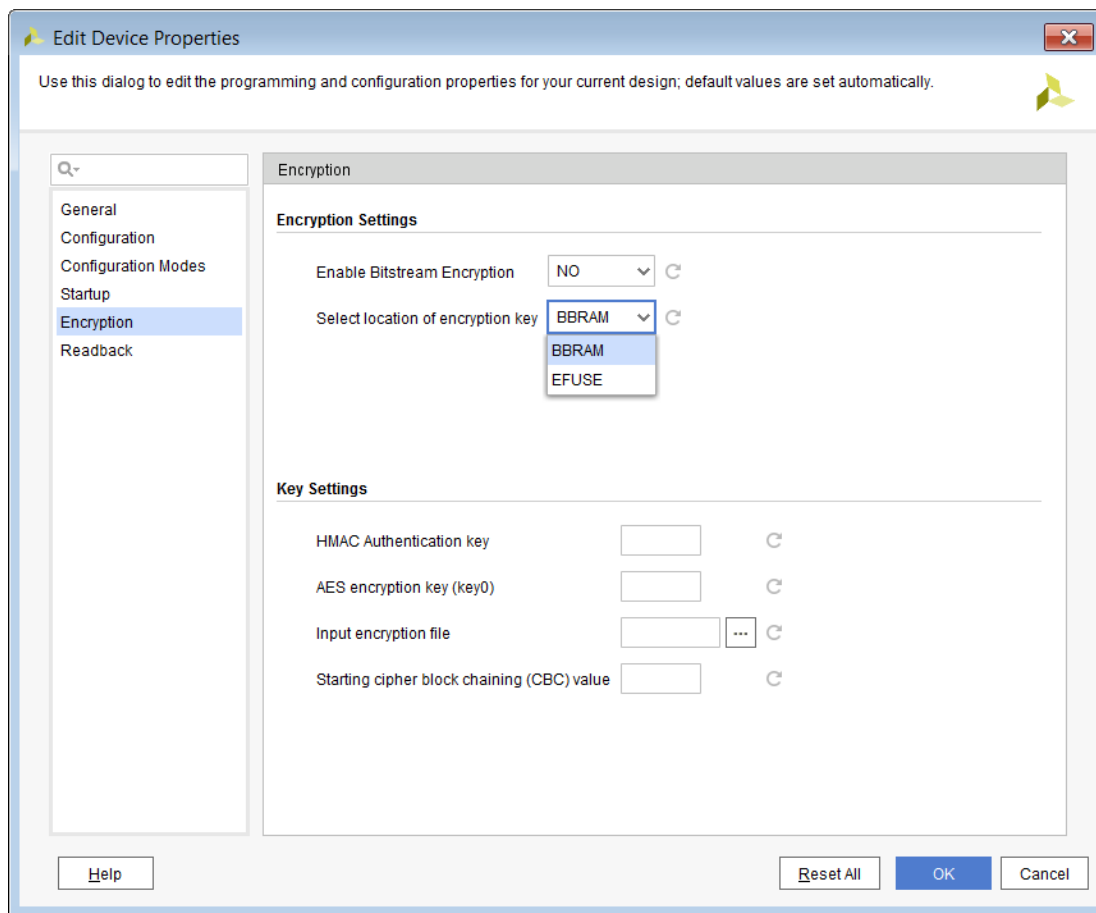 Edit Device Properties
Use this dialog to edit the programming and configuration properties for your current design; default values are set automatically.
General
Configuration
Configuration Modes
Startup
Encryption
Readback
Encryption
Encryption Settings
Enable Bitstream Encryption NO
Select location of encryption key BBRAM
BBRAM
EFUSE
Key Settings
HMAC Authentication key
AES encryption key (key0)
Input encryption file ...
Starting cipher block chaining (CBC) value
Help Reset All OK Cancel